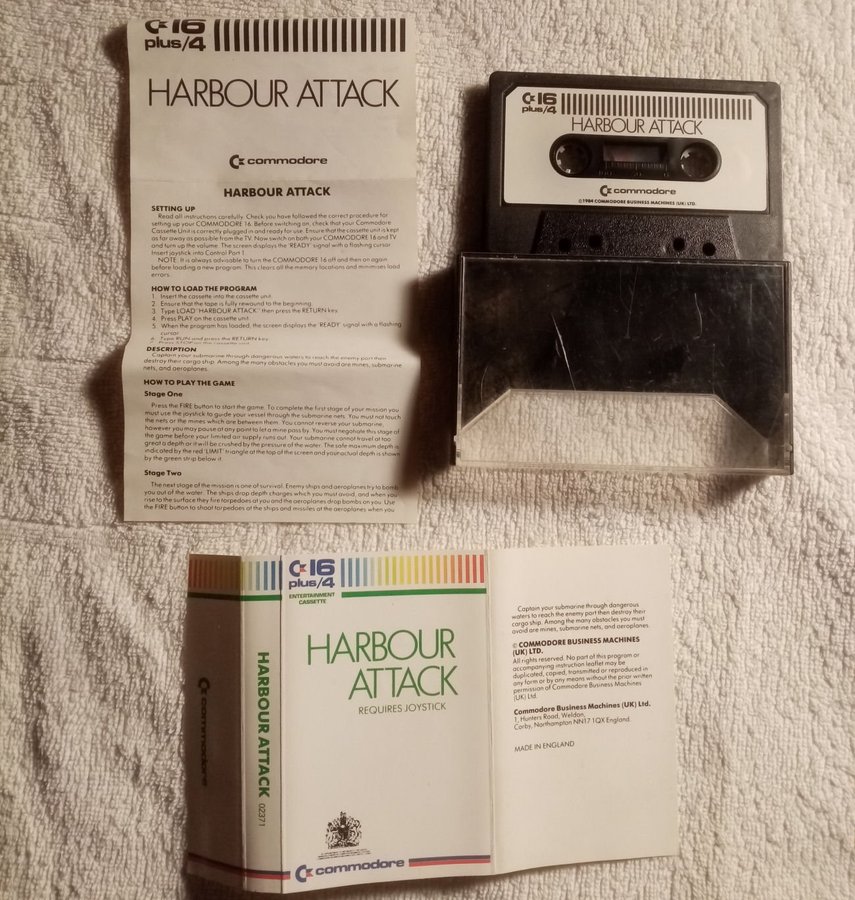 C=16
plus/4
HARBOUR ATTACK
commodore
HARBOUR ATTACK
SETTING UP
Read all instructions carefully. Check you have followed the correct procedure for
setting up your COMMODORE 16. Before switching on, check that your Commodore
Cassette Unit is correctly plugged in and ready for use. Ensure that the cassette unit is kept
as far away as possible from the TV. Now switch on both your COMMODORE 16 and TV
and turn up the volume. The screen displays the 'READY' signal with a flashing cursor.
Insert joystick into Control Port 1
NOTE: It is always advisable to turn the COMMODORE 16 off and then on again
before loading a new program. This clears all the memory locations and minimises load
errors.
HOW TO LOAD THE PROGRAM
1. Insert the cassette into the cassette unit.
2. Ensure that the tape is fully rewound to the beginning.
3. Type LOAD "HARBOUR ATTACK" then press the RETURN key.
4. Press PLAY on the cassette unit.
5. When the program has loaded, the screen displays the 'READY' signal with a flashing
cursor.
6. Type RUN and press the RETURN key.
DESCRIPTION
Captain your submarine through dangerous waters to reach the enemy port then
destroy their cargo ship. Among the many obstacles you must avoid are mines, submarine
nets, and aeroplanes.
HOW TO PLAY THE GAME
Stage One
Press the FIRE button to start the game. To complete the first stage of your mission you
must use the joystick to guide your vessel through the submarine nets. You must not touch
the nets or the mines which are between them. You cannot reverse your submarine,
however you may pause at any point to let a mine pass by. You must negotiate this stage of
the game before your limited air supply runs out. Your submarine cannot travel at too
great a depth or it will be crushed by the pressure of the water. The safe maximum depth is
indicated by the red 'LIMIT' triangle at the top of the screen and your actual depth is shown
by the green strip below it.
Stage Two
The next stage of the mission is one of survival. Enemy ships and aeroplanes try to bomb
you out of the water. The ships drop depth charges which you must avoid, and when you
rise to the surface they fire torpedoes at you and the aeroplanes drop bombs on you. Use
the FIRE button to shoot torpedoes at the ships and missiles at the aeroplanes when you
C=16
plus/4
HARBOUR ATTACK
100 50 0
commodore
©1984 COMMODORE BUSINESS MACHINES (UK) LTD.
commodore
HARBOUR ATTACK
02371
C=16
plus/4
ENTERTAINMENT
CASSETTE
HARBOUR
ATTACK
REQUIRES JOYSTICK
commodore
Captain your submarine through dangerous
waters to reach the enemy port then destroy their
cargo ship. Among the many obstacles you must
avoid are mines, submarine nets, and aeroplanes.
© COMMODORE BUSINESS MACHINES
(UK) LTD.
All rights reserved. No part of this program or
accompanying instruction leaflet may be
duplicated, copied, transmitted or reproduced in
any form or by any means without the prior written
permission of Commodore Business Machines
(UK) Ltd.
Commodore Business Machines (UK) Ltd.
1, Hunters Road, Weldon,
Corby, Northampton NN17 1QX England.
MADE IN ENGLAND